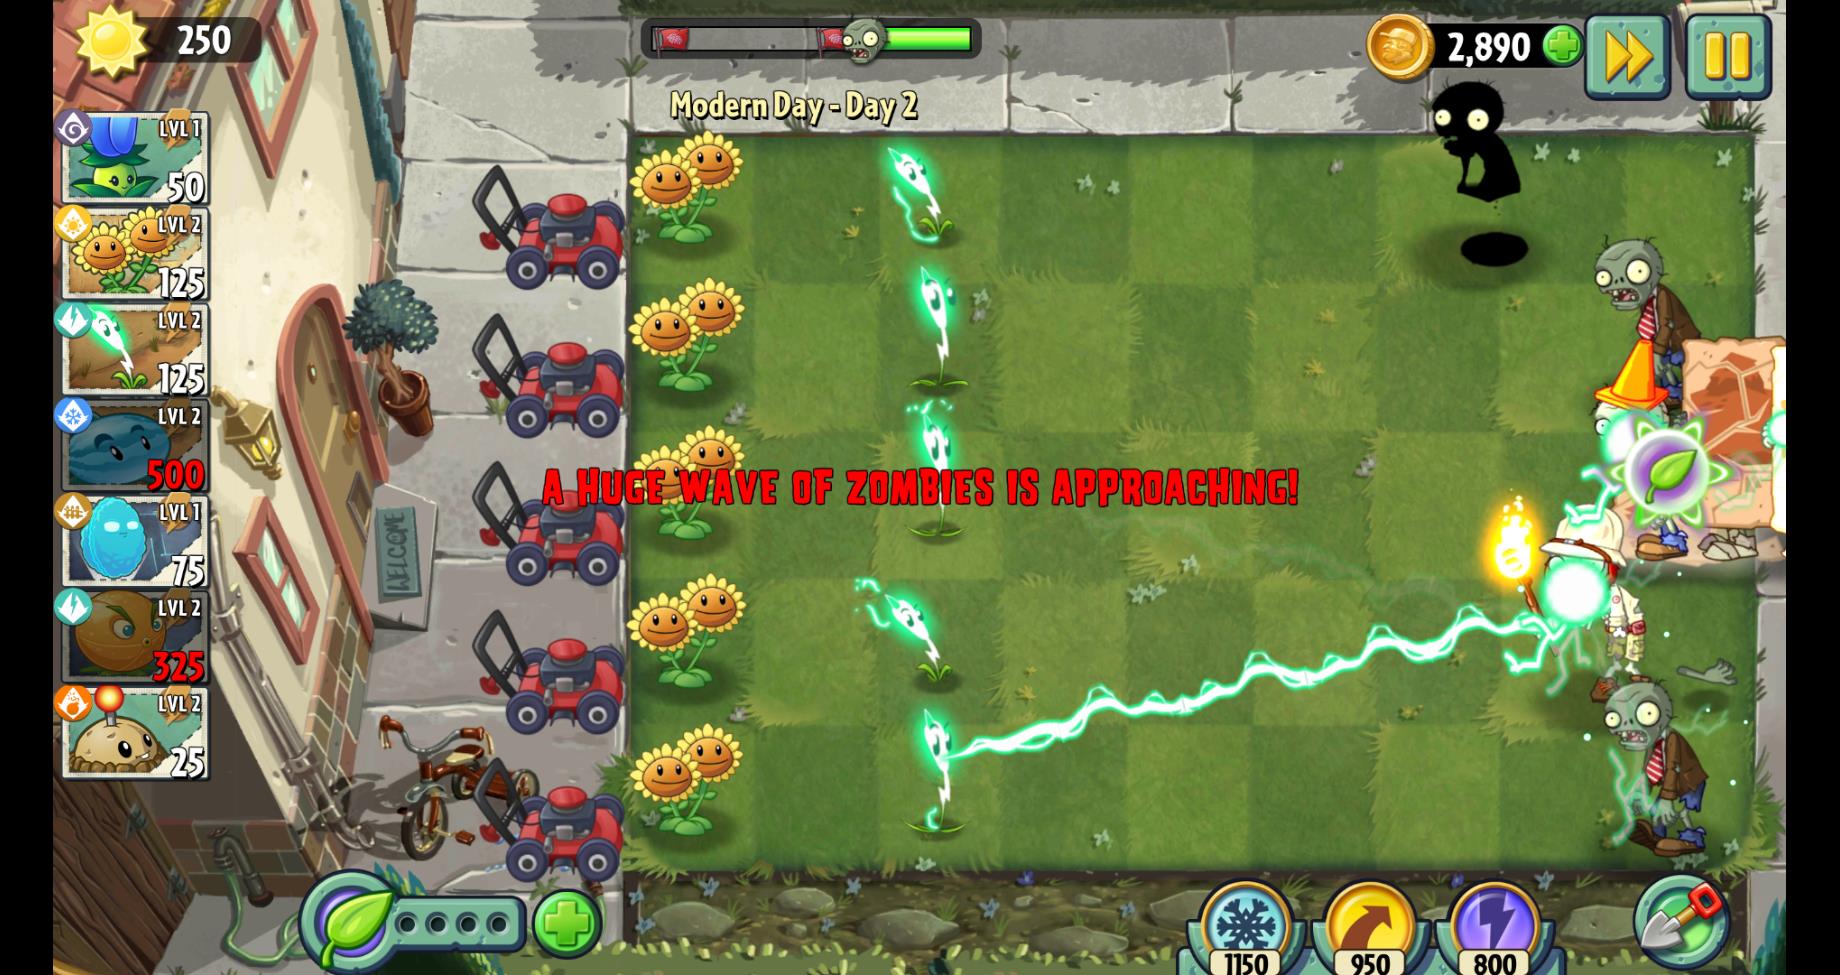 250
2,890
Modern Day - Day 2
LVL 1
50
LVL 2
125
LVL 2
125
LVL 2
500
A HUGE WAVE OF ZOMBIES IS APPROACHING!
LVL 1
75
WELCOME
LVL 2
325
LVL 2
25
1150
950
800